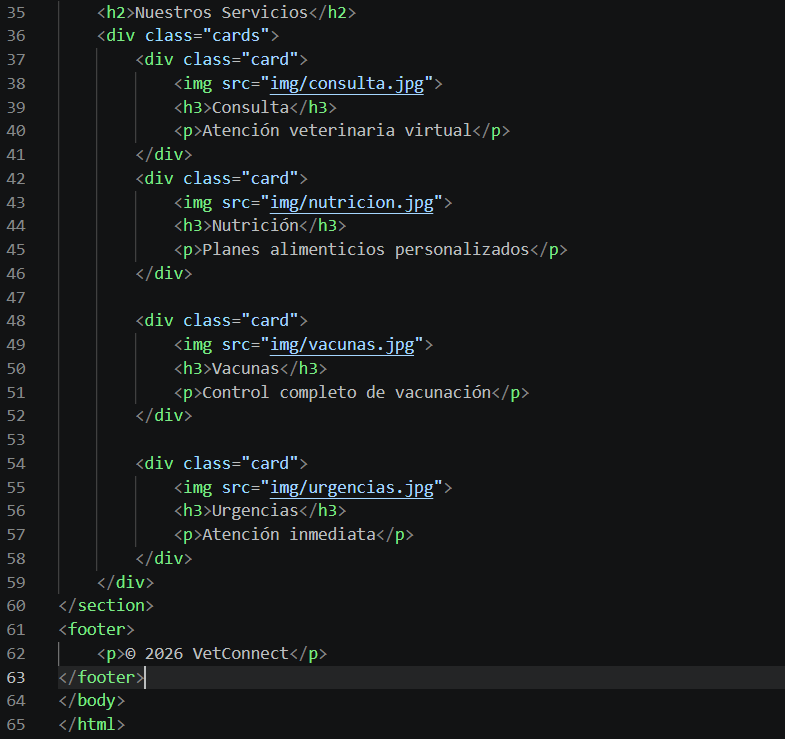 35 <h2>Nuestros Servicios</h2>
36 <div class="cards">
37 <div class="card">
38 <img src="img/consulta.jpg">
39 <h3>Consulta</h3>
40 <p>Atención veterinaria virtual</p>
41 </div>
42 <div class="card">
43 <img src="img/nutricion.jpg">
44 <h3>Nutrición</h3>
45 <p>Planes alimenticios personalizados</p>
46 </div>
47
48 <div class="card">
49 <img src="img/vacunas.jpg">
50 <h3>Vacunas</h3>
51 <p>Control completo de vacunación</p>
52 </div>
53
54 <div class="card">
55 <img src="img/urgencias.jpg">
56 <h3>Urgencias</h3>
57 <p>Atención inmediata</p>
58 </div>
59 </div>
60 </section>
61 <footer>
62 <p>© 2026 VetConnect</p>
63 </footer>
64 </body>
65 </html>